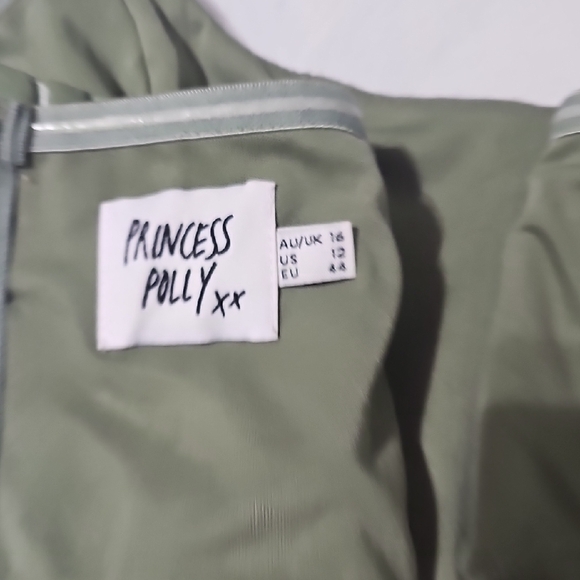 PRINCESS
POLLY xx
AU/UK 16
US 12
EU 44